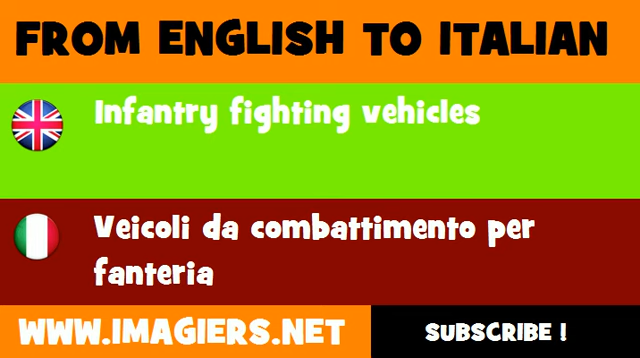 FROM ENGLISH TO ITALIAN
Infantry fighting vehicles
Veicoli da combattimento per
fanteria
WWW.IMAGIERS.NET
SUBSCRIBE !